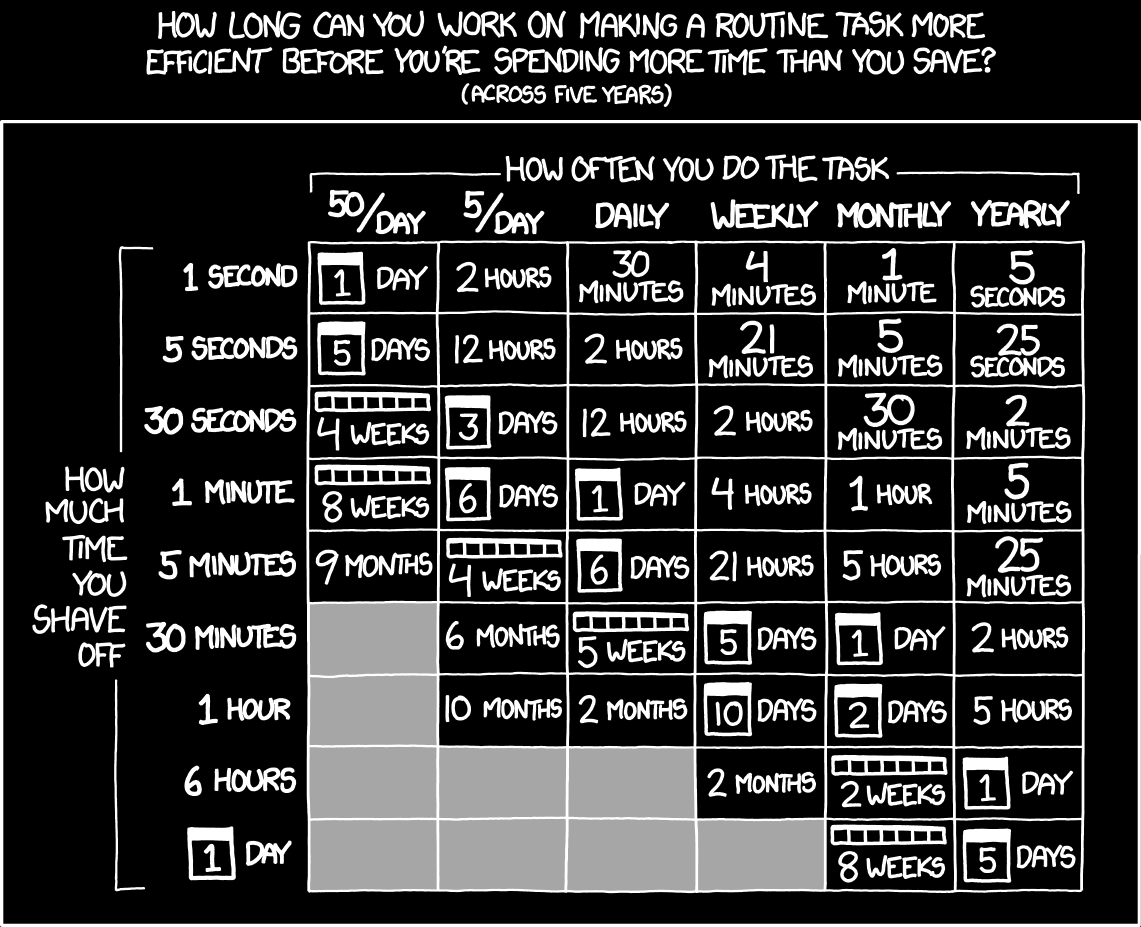 HOW LONG CAN YOU WORK ON MAKING A ROUTINE TASK MORE
EFFICIENT BEFORE YOU'RE SPENDING MORE TIME THAN YOU SAVE?
(ACROSS FIVE YEARS)
HOW OFTEN YOU DO THE TASK
50/DAY 5/DAY DAILY WEEKLY MONTHLY YEARLY
HOW
MUCH
TIME
YOU
SHAVE
OFF
1 SECOND 1 DAY 2 HOURS 30 MINUTES 4 MINUTES 1 MINUTE 5 SECONDS
5 SECONDS 5 DAYS 12 HOURS 2 HOURS 21 MINUTES 5 MINUTES 25 SECONDS
30 SECONDS 4 WEEKS 3 DAYS 12 HOURS 2 HOURS 30 MINUTES 2 MINUTES
1 MINUTE 8 WEEKS 6 DAYS 1 DAY 4 HOURS 1 HOUR 5 MINUTES
5 MINUTES 9 MONTHS 4 WEEKS 6 DAYS 21 HOURS 5 HOURS 25 MINUTES
30 MINUTES 6 MONTHS 5 WEEKS 5 DAYS 1 DAY 2 HOURS
1 HOUR 10 MONTHS 2 MONTHS 10 DAYS 2 DAYS 5 HOURS
6 HOURS 2 MONTHS 2 WEEKS 1 DAY
1 DAY 8 WEEKS 5 DAYS